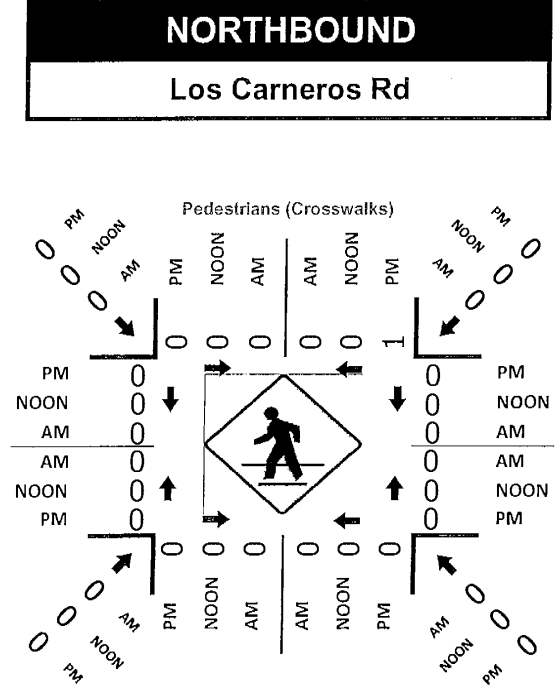 NORTHBOUND
Los Carneros Rd
Pedestrians (Crosswalks)
0 PM
0 NOON
0 AM
PM NOON AM AM NOON PM
PM 0
NOON 0
AM 0
0 0 0 0 0 1
PM 0 0 PM
NOON 0 0 NOON
AM 0 0 AM
AM 0 0 AM
NOON 0 0 NOON
PM 0 0 PM
0 0 0 0 0 0
PM NOON AM AM NOON PM
0 AM
0 NOON
0 PM
AM 0
NOON 0
PM 0